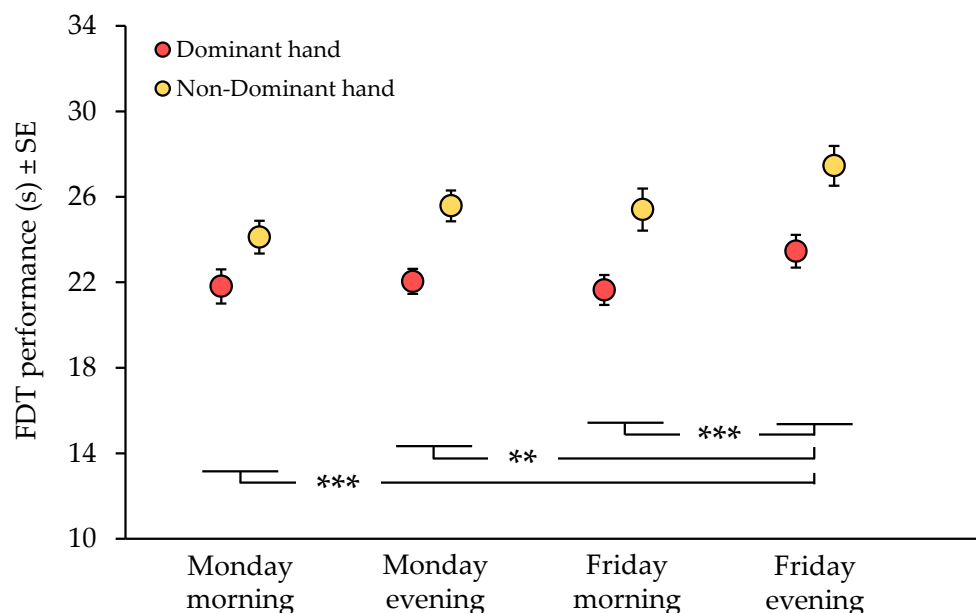 FDT performance (s) ± SE
34
30
26
22
18
14
10
Dominant hand
Non-Dominant hand
***
**
***
Monday
morning
Monday
evening
Friday
morning
Friday
evening